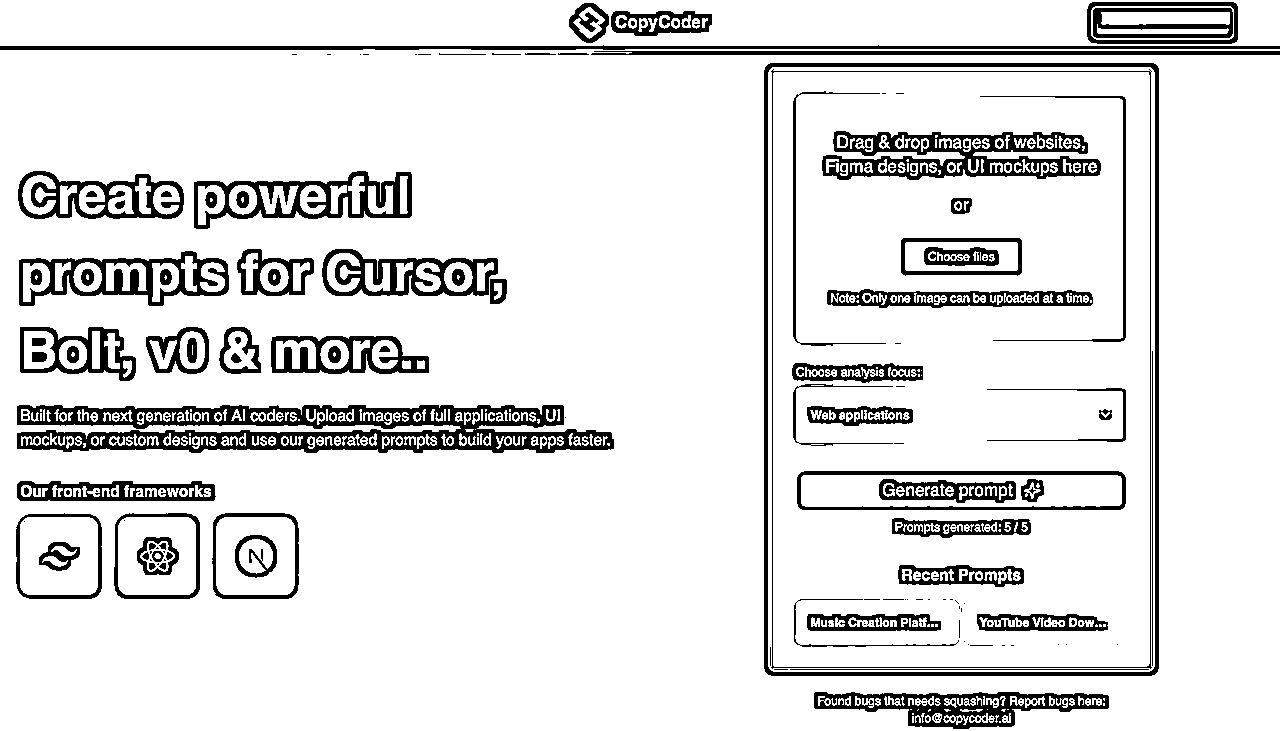 CopyCoder
Create powerful
prompts for Cursor,
Bolt, v0 & more..
Built for the next generation of AI coders. Upload images of full applications, UI
mockups, or custom designs and use our generated prompts to build your apps faster.
Our front-end frameworks
N
Drag & drop images of websites,
Figma designs, or UI mockups here
or
Choose files
Note: Only one image can be uploaded at a time.
Choose analysis focus:
Web applications
Generate prompt
Prompts generated: 5 / 5
Recent Prompts
Music Creation Platf...
YouTube Video Dow...
Found bugs that needs squashing? Report bugs here:
info@copycoder.ai